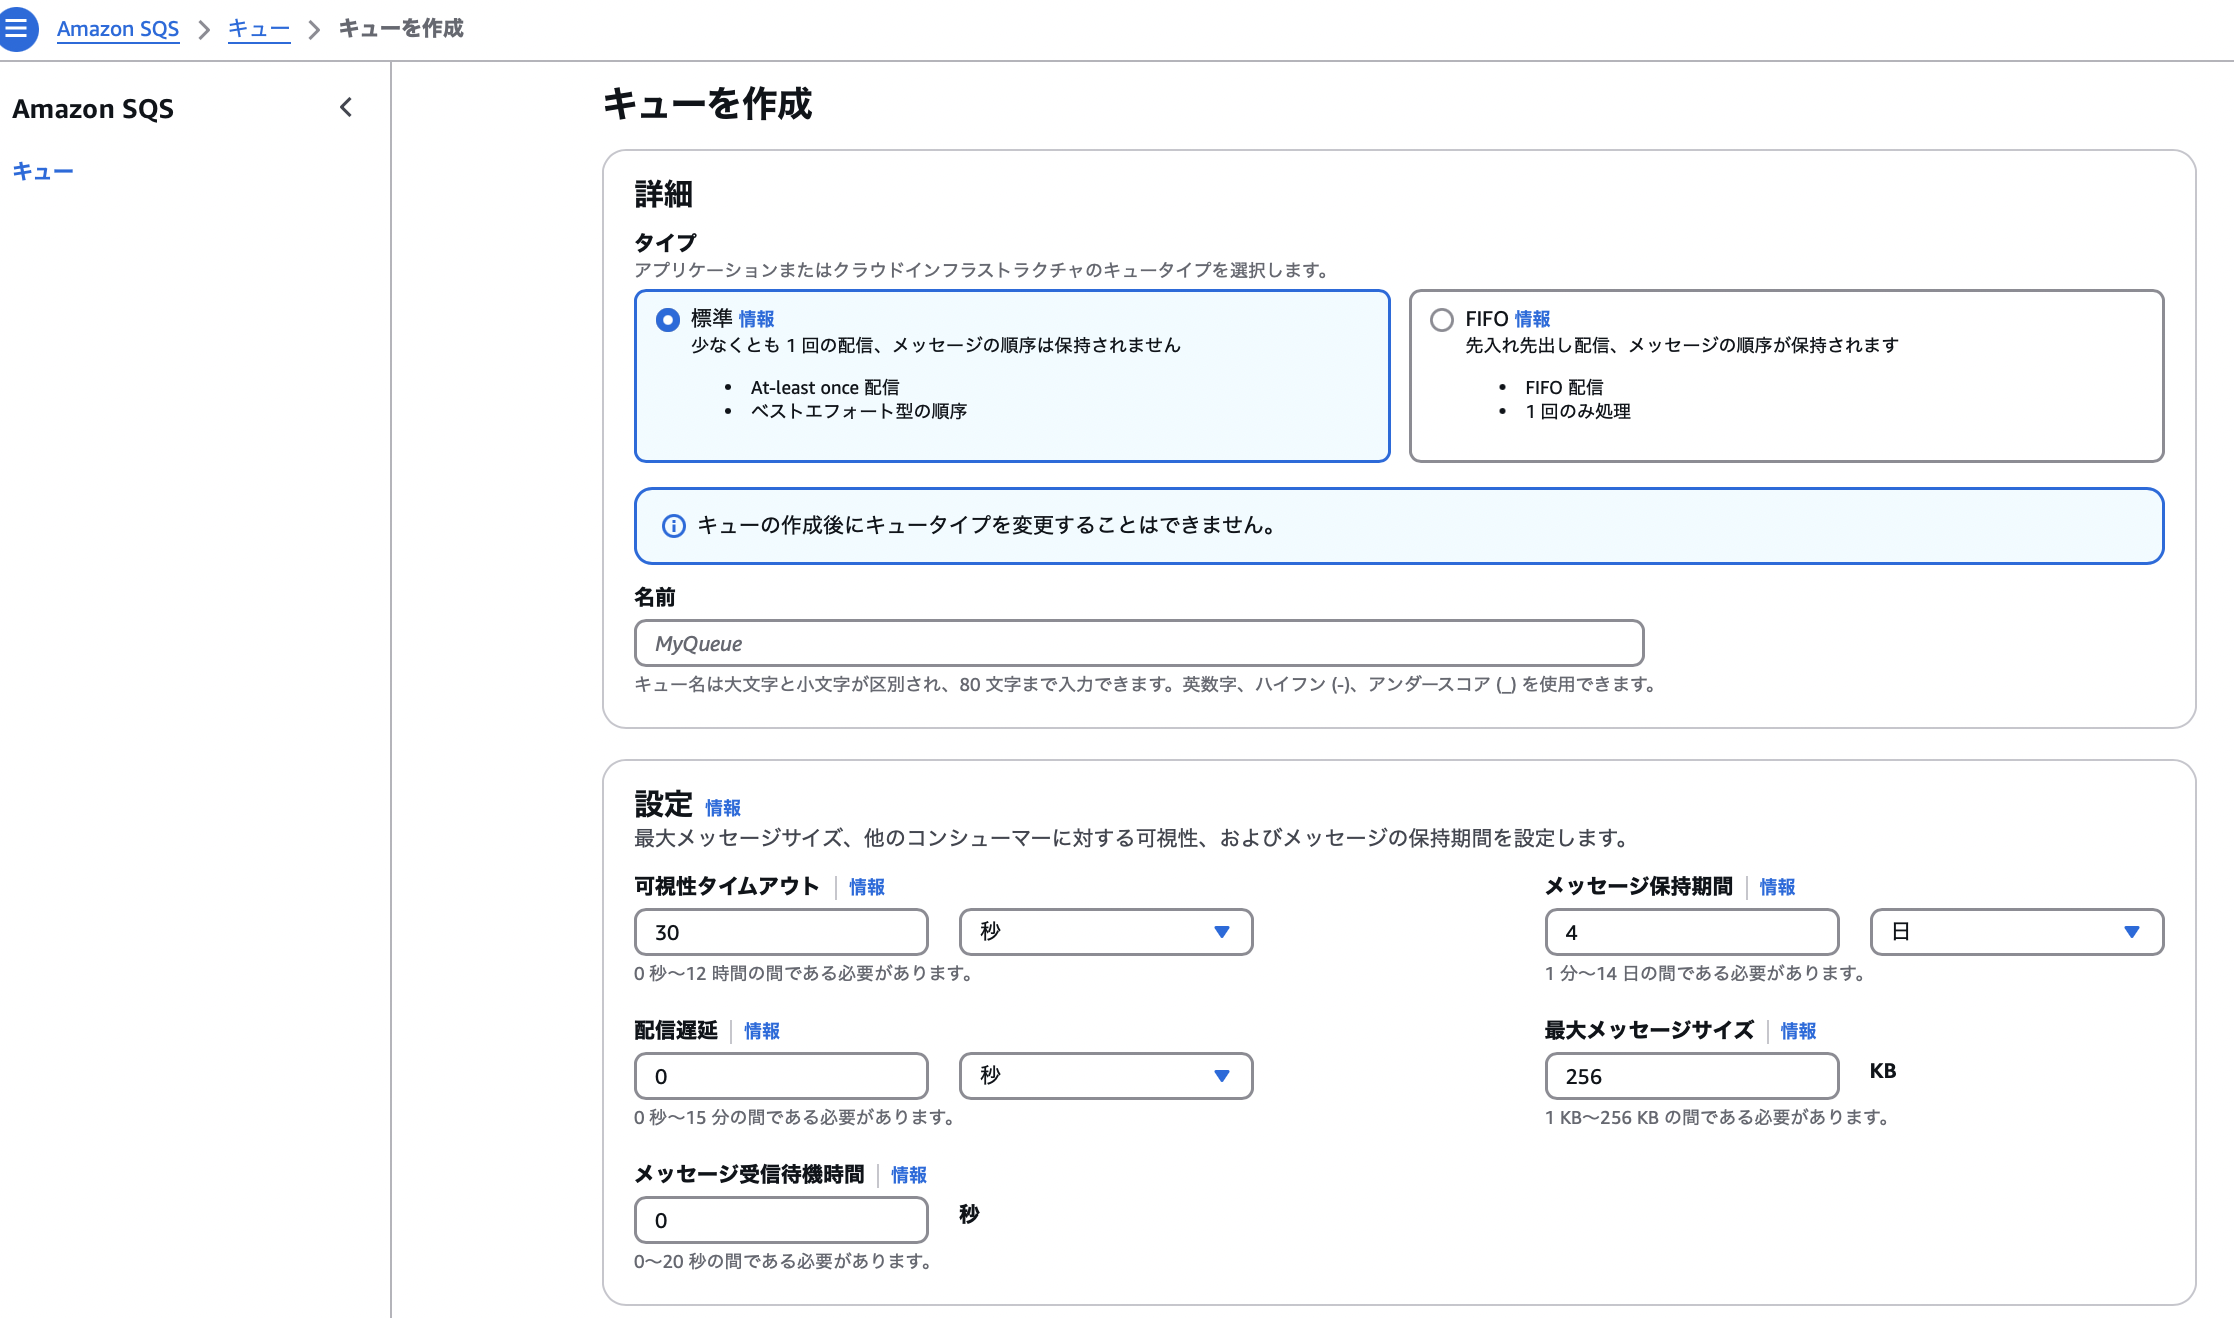 Amazon SQS > キュー > キューを作成
Amazon SQS
キュー
キューを作成
詳細
タイプ
アプリケーションまたはクラウドインフラストラクチャのキュータイプを選択します。
標準 情報
少なくとも 1 回の配信、メッセージの順序は保持されません
• At-least once 配信
• ベストエフォート型の順序
FIFO 情報
先入れ先出し配信、メッセージの順序が保持されます
• FIFO 配信
• 1 回のみ処理
キューの作成後にキュータイプを変更することはできません。
名前
MyQueue
キュー名は大文字と小文字が区別され、80 文字まで入力できます。英数字、ハイフン (-)、アンダースコア (_) を使用できます。
設定 情報
最大メッセージサイズ、他のコンシューマーに対する可視性、およびメッセージの保持期間を設定します。
可視性タイムアウト 情報
30 秒
0 秒～12 時間の間である必要があります。
メッセージ保持期間 情報
4 日
1 分～14 日の間である必要があります。
配信遅延 情報
0 秒
0 秒～15 分の間である必要があります。
最大メッセージサイズ 情報
256 KB
1 KB～256 KB の間である必要があります。
メッセージ受信待機時間 情報
0 秒
0～20 秒の間である必要があります。